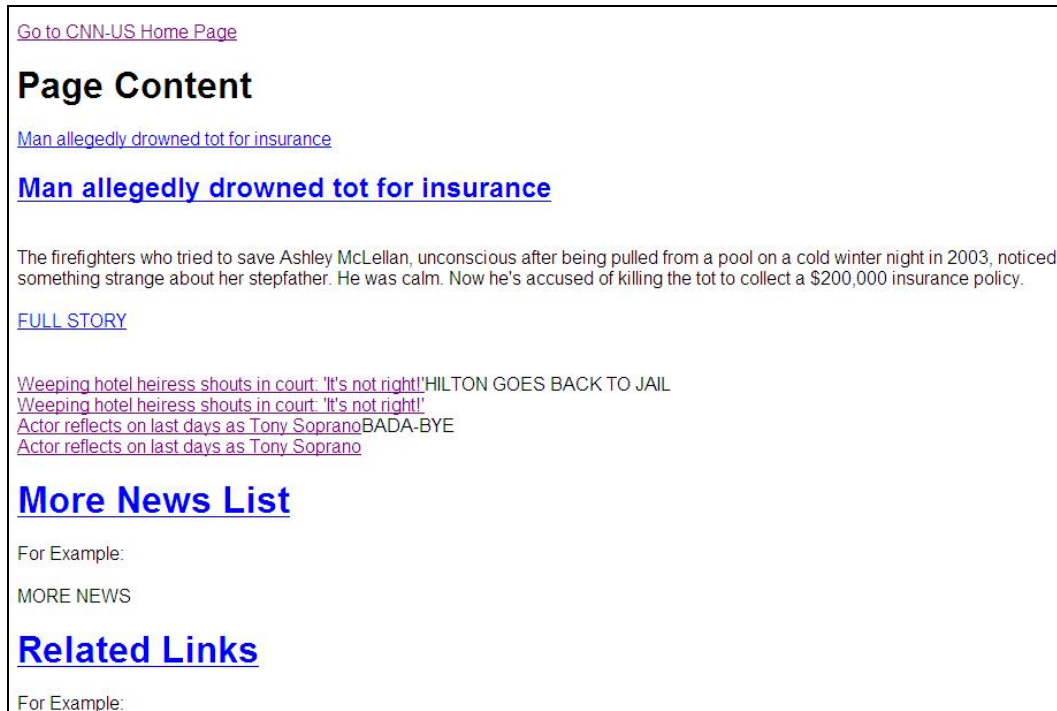 Go to CNN-US Home Page
Page Content
Man allegedly drowned tot for insurance
Man allegedly drowned tot for insurance
The firefighters who tried to save Ashley McLellan, unconscious after being pulled from a pool on a cold winter night in 2003, noticed
something strange about her stepfather. He was calm. Now he's accused of killing the tot to collect a $200,000 insurance policy.
FULL STORY
Weeping hotel heiress shouts in court: 'It's not right!'HILTON GOES BACK TO JAIL
Weeping hotel heiress shouts in court: 'It's not right!'
Actor reflects on last days as Tony SopranoBADA-BYE
Actor reflects on last days as Tony Soprano
More News List
For Example:
MORE NEWS
Related Links
For Example: